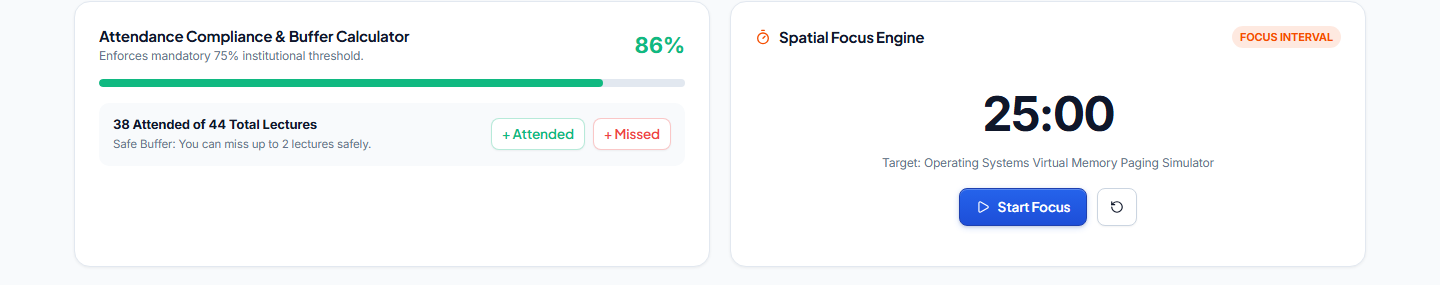 Attendance Compliance & Buffer Calculator
Enforces mandatory 75% institutional threshold.
86%
38 Attended of 44 Total Lectures
Safe Buffer: You can miss up to 2 lectures safely.
+ Attended
+ Missed
Spatial Focus Engine
FOCUS INTERVAL
25:00
Target: Operating Systems Virtual Memory Paging Simulator
Start Focus